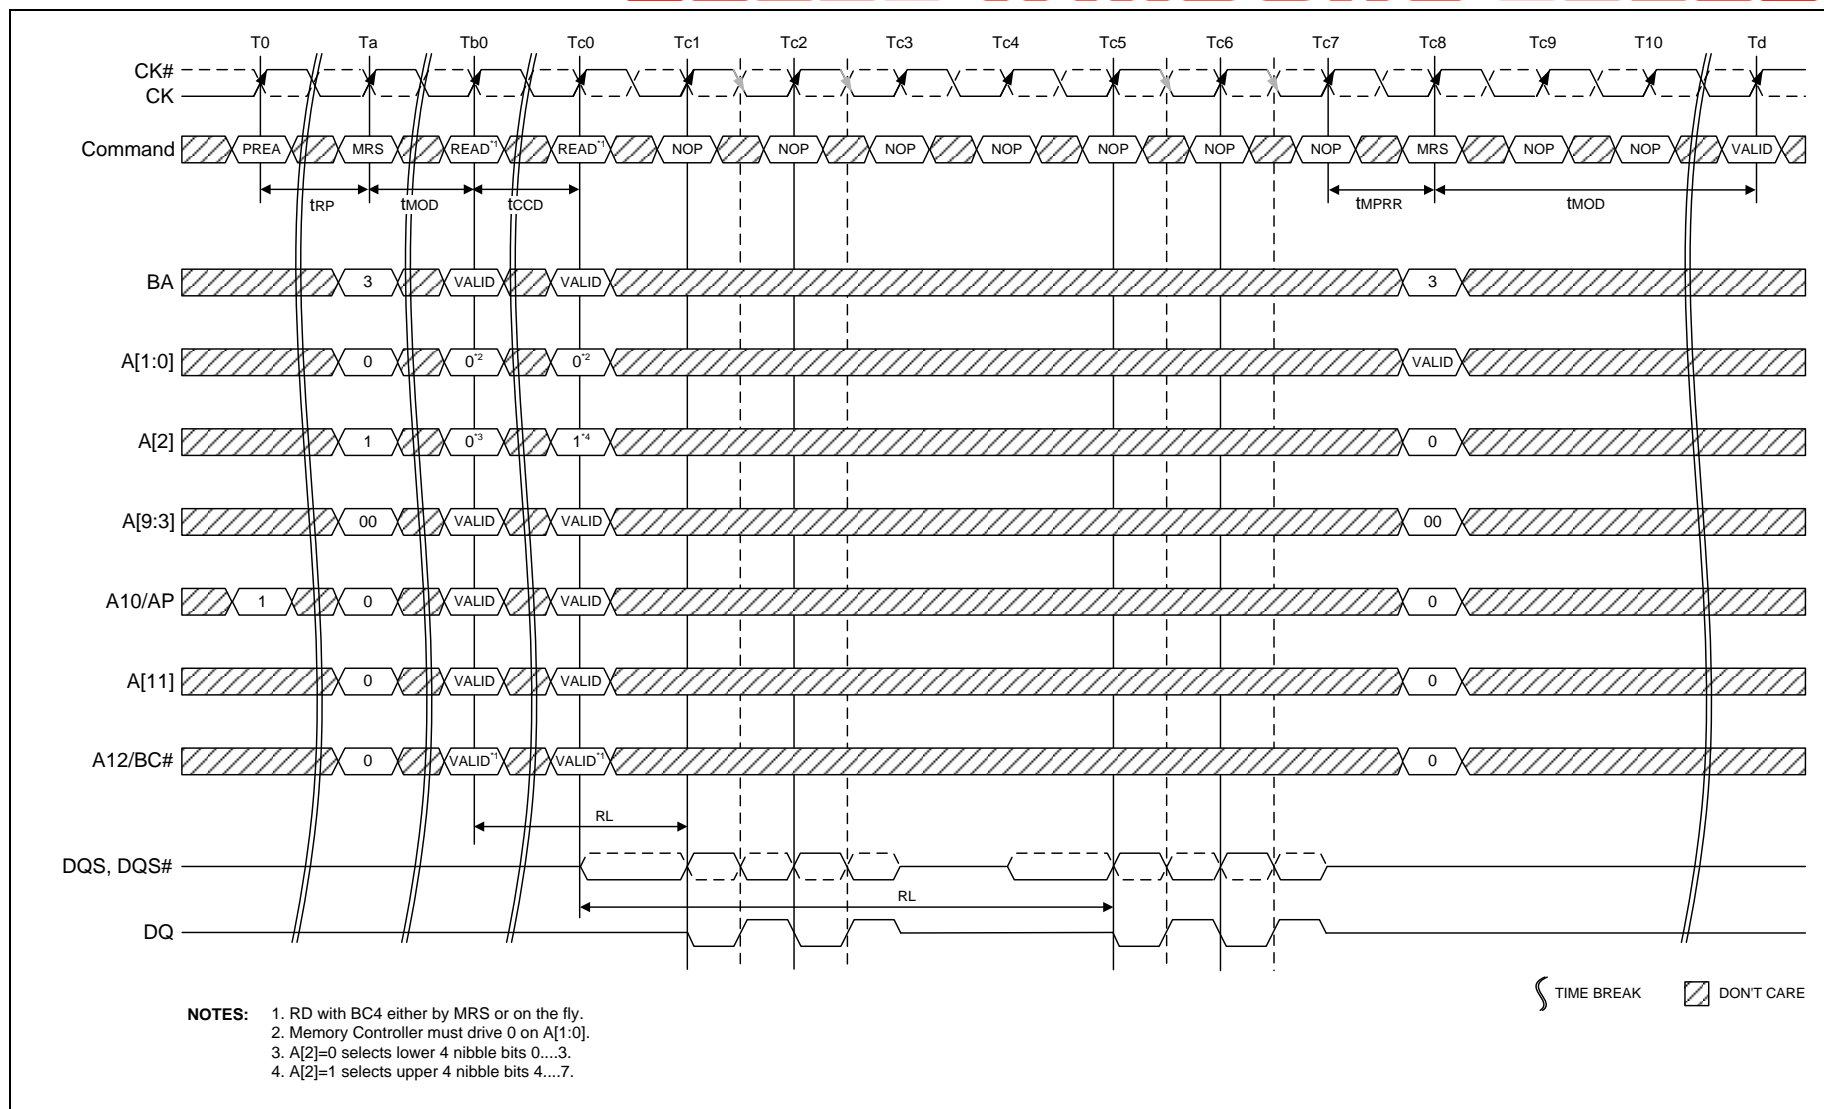 T0 Ta Tb0 Tc0 Tc1 Tc2 Tc3 Tc4 Tc5 Tc6 Tc7 Tc8 Tc9 T10 Td
CK#
CK
Command PREA MRS READ*1 READ*1 NOP NOP NOP NOP NOP NOP NOP MRS NOP NOP VALID
tRP tMOD tCCD tMPRR tMOD
BA 3 VALID VALID 3
A[1:0] 0 0*2 0*2 VALID
A[2] 1 0*3 1*4 0
A[9:3] 00 VALID VALID 00
A10/AP 1 0 VALID VALID 0
A[11] 0 VALID VALID 0
A12/BC# 0 VALID*1 VALID*1 0
RL
DQS, DQS#
RL
DQ
TIME BREAK DON'T CARE
NOTES: 1. RD with BC4 either by MRS or on the fly.
2. Memory Controller must drive 0 on A[1:0].
3. A[2]=0 selects lower 4 nibble bits 0....3.
4. A[2]=1 selects upper 4 nibble bits 4....7.